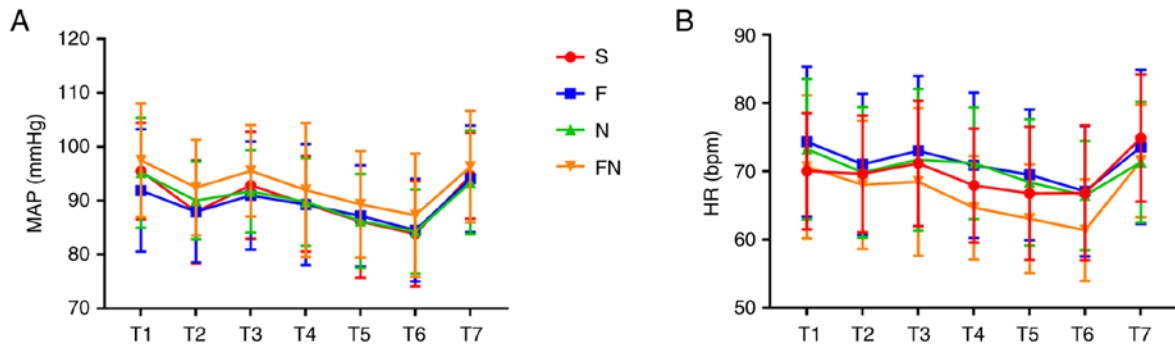 A
MAP (mmHg)
120
110
100
90
80
70
T1 T2 T3 T4 T5 T6 T7
S
F
N
FN
B
HR (bpm)
90
80
70
60
50
T1 T2 T3 T4 T5 T6 T7